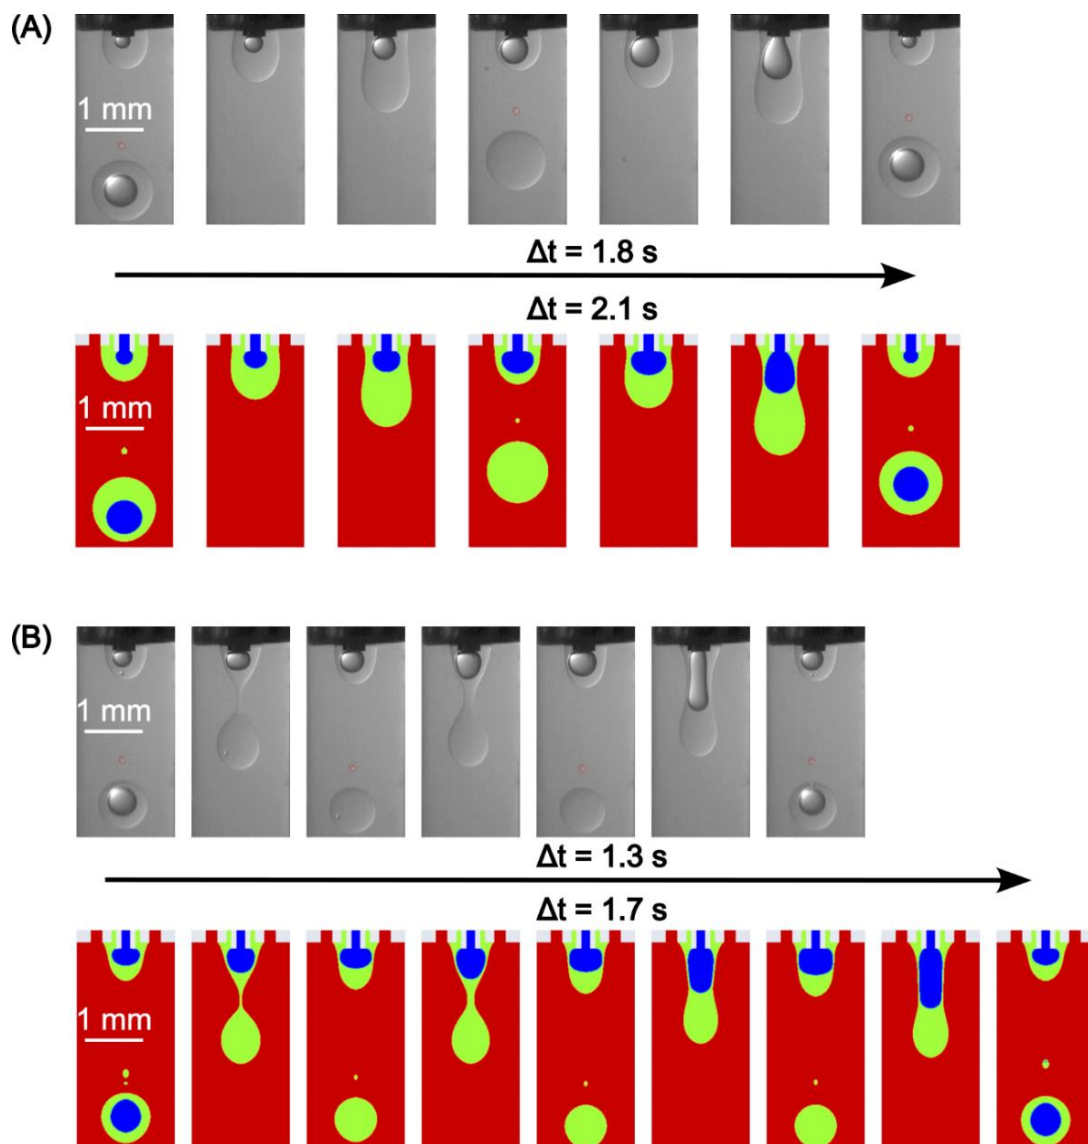 (A)
1 mm
Δt = 1.8 s
Δt = 2.1 s
1 mm
(B)
1 mm
Δt = 1.3 s
Δt = 1.7 s
1 mm